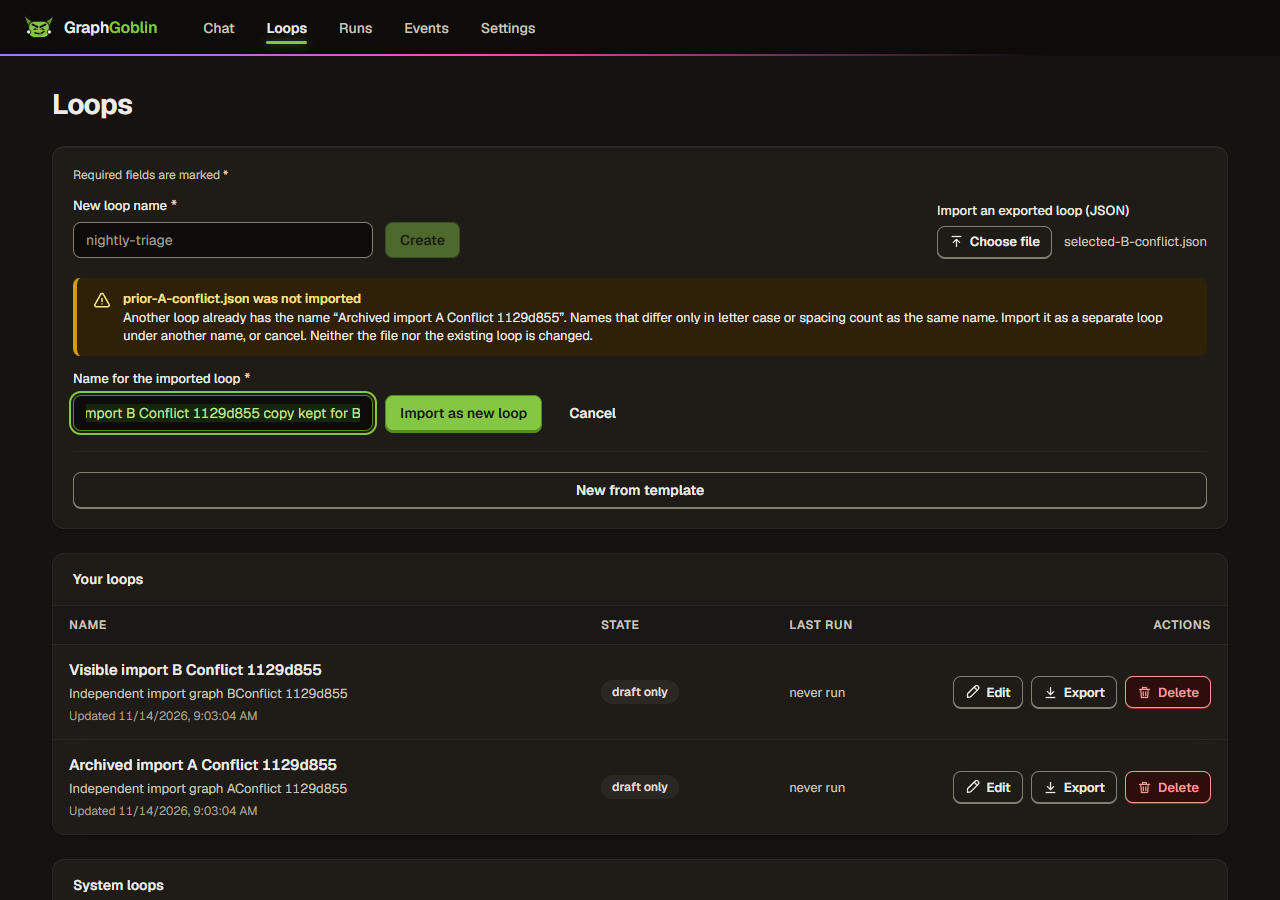 GraphGoblin
Chat
Loops
Runs
Events
Settings
Loops
Required fields are marked *
New loop name *
nightly-triage
Create
Import an exported loop (JSON)
Choose file
selected-B-conflict.json
prior-A-conflict.json was not imported
Another loop already has the name “Archived import A Conflict 1129d855”. Names that differ only in letter case or spacing count as the same name. Import it as a separate loop
under another name, or cancel. Neither the file nor the existing loop is changed.
Name for the imported loop *
mport B Conflict 1129d855 copy kept for B
Import as new loop
Cancel
New from template
Your loops
NAME
STATE
LAST RUN
ACTIONS
Visible import B Conflict 1129d855
Independent import graph BConflict 1129d855
Updated 11/14/2026, 9:03:04 AM
draft only
never run
Edit
Export
Delete
Archived import A Conflict 1129d855
Independent import graph AConflict 1129d855
Updated 11/14/2026, 9:03:04 AM
draft only
never run
Edit
Export
Delete
System loops